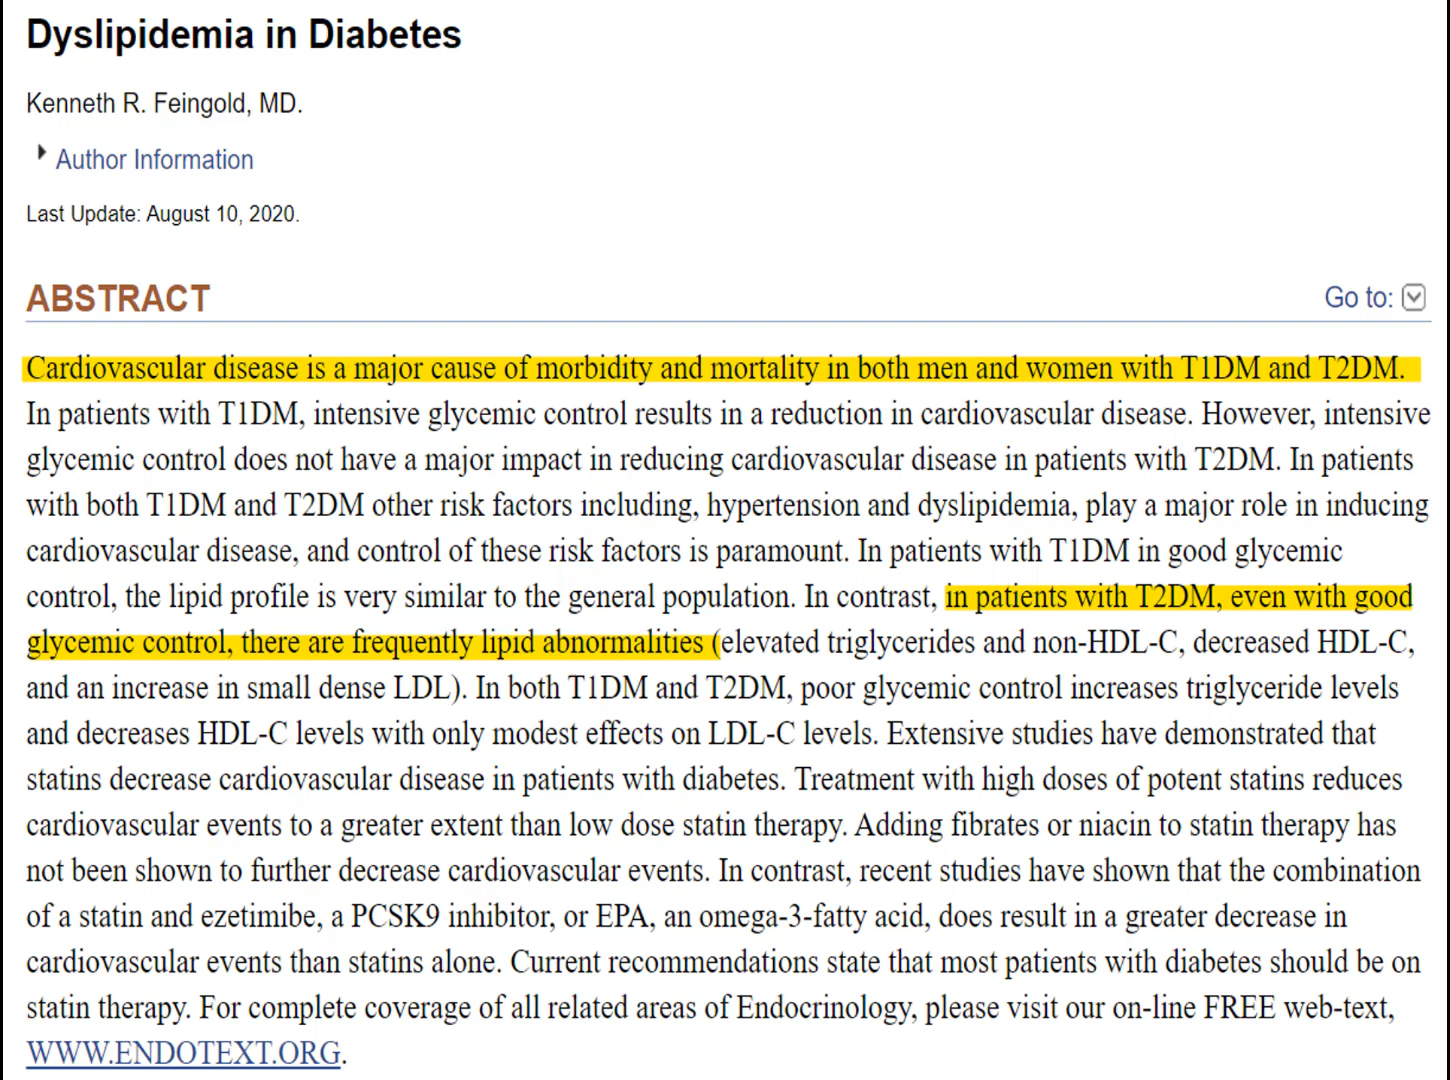 Dyslipidemia in Diabetes
Kenneth R. Feingold, MD.
Author Information
Last Update: August 10, 2020.
ABSTRACT
Go to:
Cardiovascular disease is a major cause of morbidity and mortality in both men and women with T1DM and T2DM.
In patients with T1DM, intensive glycemic control results in a reduction in cardiovascular disease. However, intensive
glycemic control does not have a major impact in reducing cardiovascular disease in patients with T2DM. In patients
with both T1DM and T2DM other risk factors including, hypertension and dyslipidemia, play a major role in inducing
cardiovascular disease, and control of these risk factors is paramount. In patients with T1DM in good glycemic
control, the lipid profile is very similar to the general population. In contrast, in patients with T2DM, even with good
glycemic control, there are frequently lipid abnormalities (elevated triglycerides and non-HDL-C, decreased HDL-C,
and an increase in small dense LDL). In both T1DM and T2DM, poor glycemic control increases triglyceride levels
and decreases HDL-C levels with only modest effects on LDL-C levels. Extensive studies have demonstrated that
statins decrease cardiovascular disease in patients with diabetes. Treatment with high doses of potent statins reduces
cardiovascular events to a greater extent than low dose statin therapy. Adding fibrates or niacin to statin therapy has
not been shown to further decrease cardiovascular events. In contrast, recent studies have shown that the combination
of a statin and ezetimibe, a PCSK9 inhibitor, or EPA, an omega-3-fatty acid, does result in a greater decrease in
cardiovascular events than statins alone. Current recommendations state that most patients with diabetes should be on
statin therapy. For complete coverage of all related areas of Endocrinology, please visit our on-line FREE web-text,
WWW.ENDOTEXT.ORG.